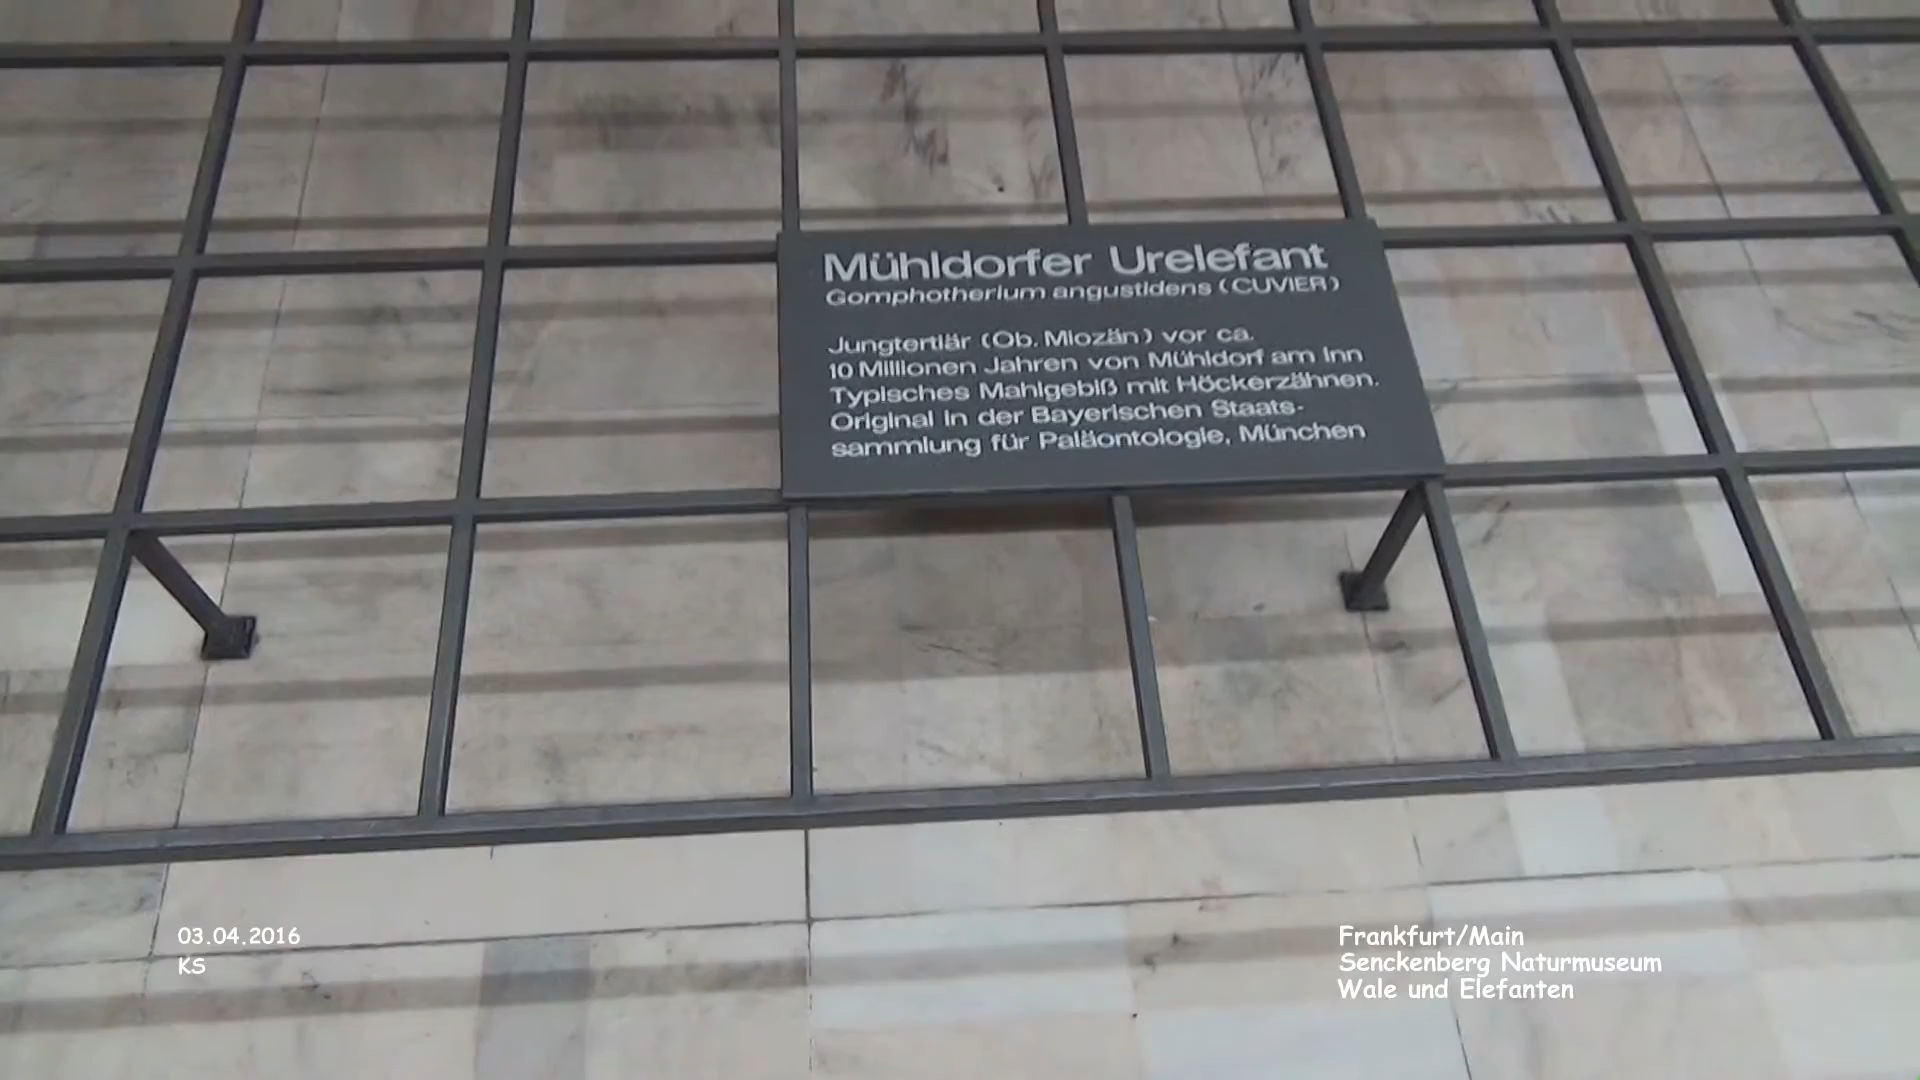 Mühldorfer Urelefant
Gomphotherium angustidens (CUVIER)
Jungtertiär (Ob. Miozän) vor ca.
10 Millionen Jahren von Mühldorf am Inn
Typisches Mahlgebiß mit Höckerzähnen.
Original in der Bayerischen Staats-
sammlung für Paläontologie, München
03.04.2016
KS
Frankfurt/Main
Senckenberg Naturmuseum
Wale und Elefanten